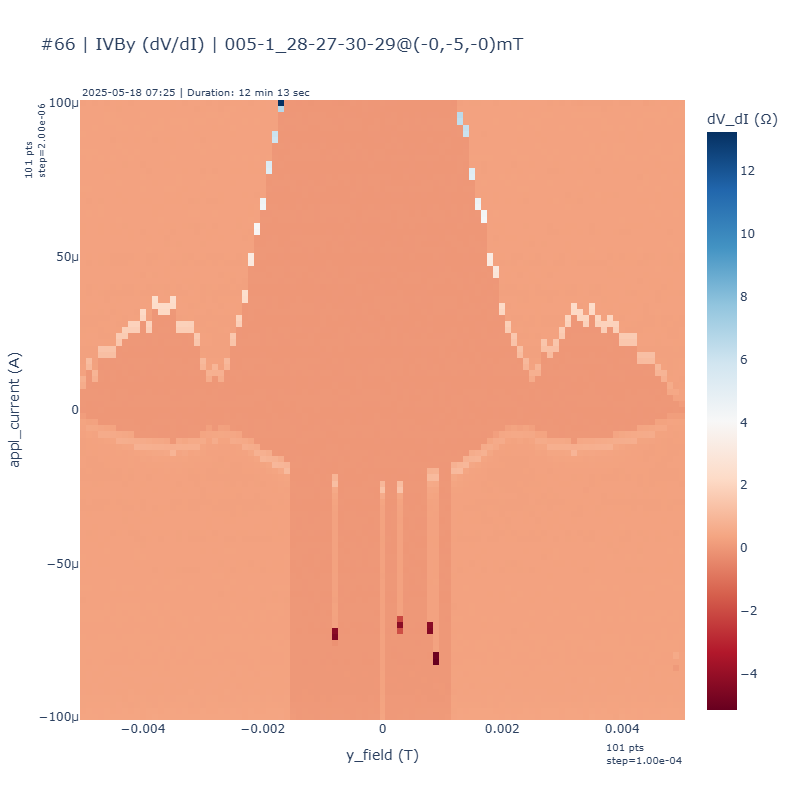 #66 | IVBy (dV/dI) | 005-1_28-27-30-29@(-0,-5,-0)mT
2025-05-18 07:25 | Duration: 12 min 13 sec
101 pts
step=2.00e-06
appl_current (A)
100μ
50μ
0
−50μ
−100μ
−0.004
−0.002
0
0.002
0.004
y_field (T)
101 pts
step=1.00e-04
dV_dI (Ω)
12
10
8
6
4
2
0
−2
−4